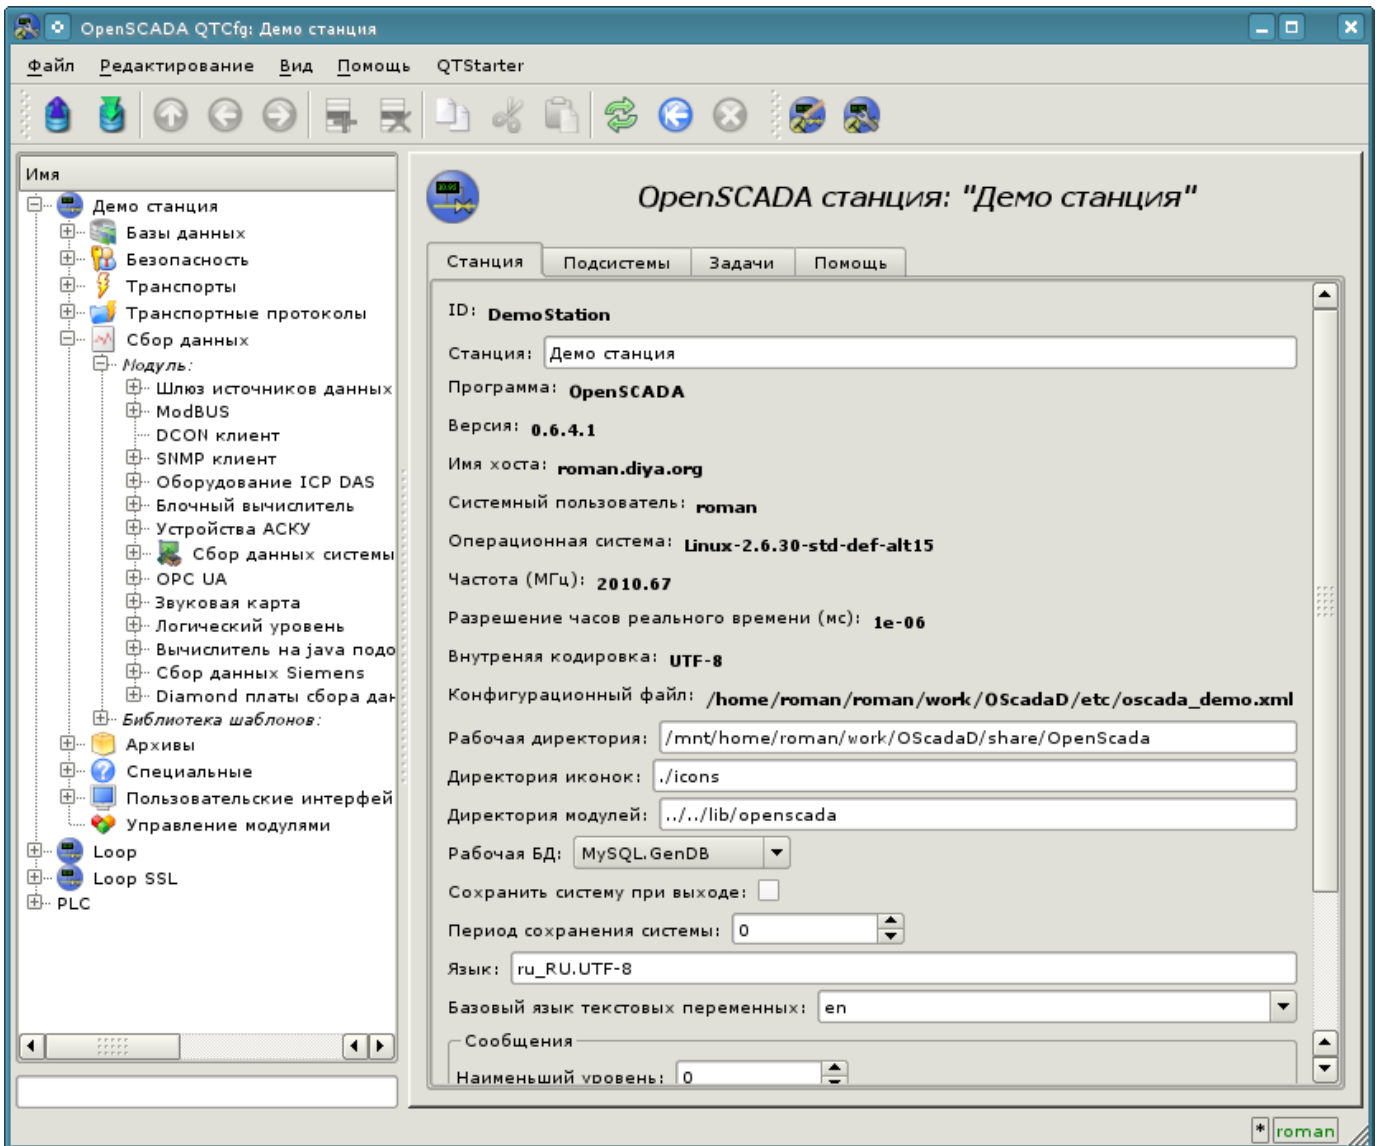 OpenSCADA QTCfg: Демо станция
Файл Редактирование Вид Помощь QTStarter
Имя
Демо станция
Базы данных
Безопасность
Транспорты
Транспортные протоколы
Сбор данных
Модуль:
Шлюз источников данных
ModBUS
DCON клиент
SNMP клиент
Оборудование ICP DAS
Блочный вычислитель
Устройства АСКУ
Сбор данных системы
OPC UA
Звуковая карта
Логический уровень
Вычислитель на java подо
Сбор данных Siemens
Diamond платы сбора дан
Библиотека шаблонов:
Архивы
Специальные
Пользовательские интерфей
Управление модулями
Loop
Loop SSL
PLC
OpenSCADA станция: "Демо станция"
Станция Подсистемы Задачи Помощь
ID: DemoStation
Станция: Демо станция
Программа: OpenSCADA
Версия: 0.6.4.1
Имя хоста: roman.diya.org
Системный пользователь: roman
Операционная система: Linux-2.6.30-std-def-alt15
Частота (МГц): 2010.67
Разрешение часов реального времени (мс): 1e-06
Внутреняя кодировка: UTF-8
Конфигурационный файл: /home/roman/roman/work/OScadaD/etc/oscada_demo.xml
Рабочая директория: /mnt/home/roman/work/OScadaD/share/OpenScada
Директория иконок: ./icons
Директория модулей: ../../lib/openscada
Рабочая БД: MySQL.GenDB
Сохранить систему при выходе:
Период сохранения системы: 0
Язык: ru_RU.UTF-8
Базовый язык текстовых переменных: en
Сообщения
Наименьший уровень: 0
* roman